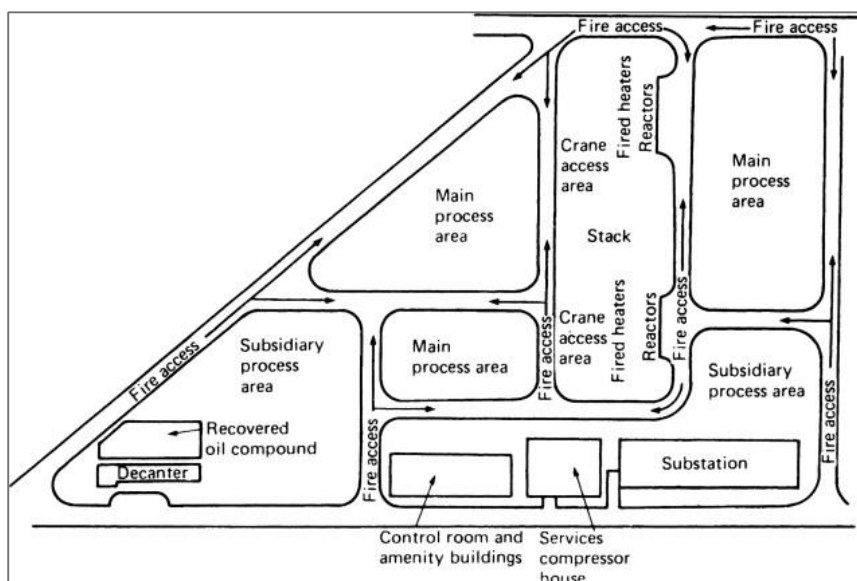 Fire access
Fire access
Fired heaters
Reactors
Crane
access
area
Main
process
area
Main
process
area
Stack
Fire access
Subsidiary
process
area
Main
process area
Fire access
Crane
access
area
Fired heaters
Reactors
Fire access
Subsidiary
process area
Fire access
Recovered
oil compound
Decanter
Fire access
Substation
Control room and
amenity buildings
Services
compressor
house